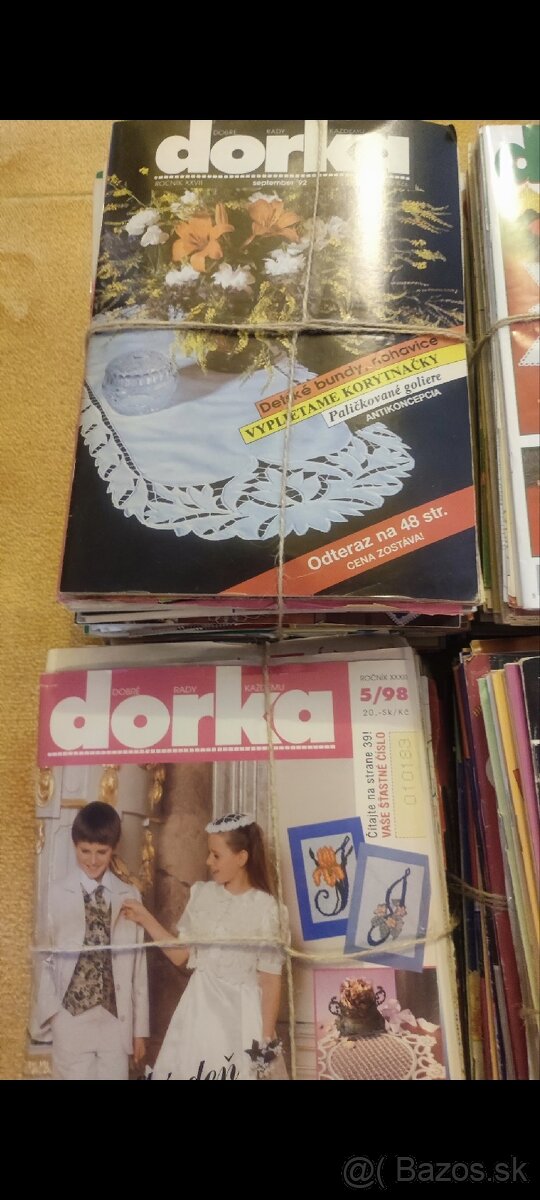 DOBRÉ RADY KAŽDÉMU
dorka
ROČNÍK XXVII september '92
Detské bundy, nohavice
VYPLIETAME KORYTNAČKY
Paličkované goliere
ANTIKONCEPCIA
Odteraz na 48 str.
CENA ZOSTÁVA!
dorka
DOBRÉ RADY KAŽDÉMU
ROČNÍK XXXIII
5/98
20,-Sk/Kč
Čítajte na strane 39!
VAŠE ŠŤASTNÉ ČÍSLO
010183
deň
@( Bazos.sk